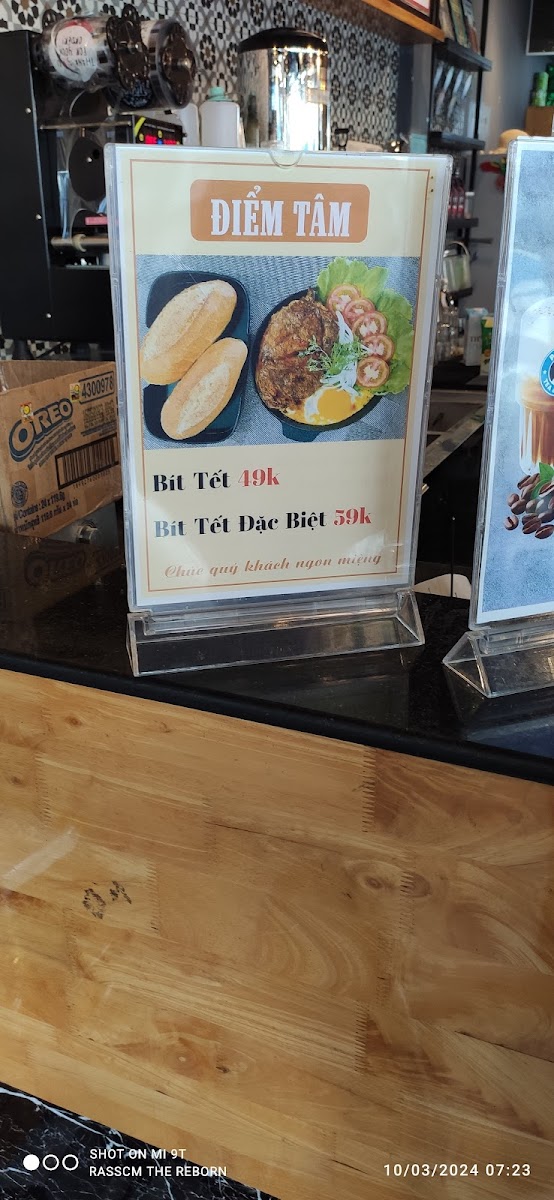 ĐIỂM TÂM
Bít Tết 49k
Bít Tết Đặc Biệt 59k
Chúc quý khách ngon miệng
4300978
OREO
SHOT ON MI 9T
RASSCM THE REBORN
10/03/2024 07:23